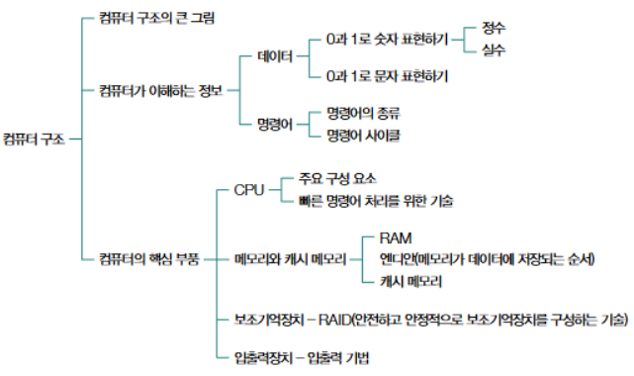 컴퓨터 구조의 큰 그림
정수
데이터
0과 1로 숫자 표현하기
실수
컴퓨터가 이해하는 정보
0과 1로 문자 표현하기
명령어
명령어의 종류
명령어 사이클
컴퓨터 구조
CPU
주요 구성 요소
빠른 명령어 처리를 위한 기술
컴퓨터의 핵심 부품
메모리와 캐시 메모리
RAM
엔디안(메모리가 데이터에 저장되는 순서)
캐시 메모리
보조기억장치 – RAID(안전하고 안정적으로 보조기억장치를 구성하는 기술)
입출력장치 – 입출력 기법